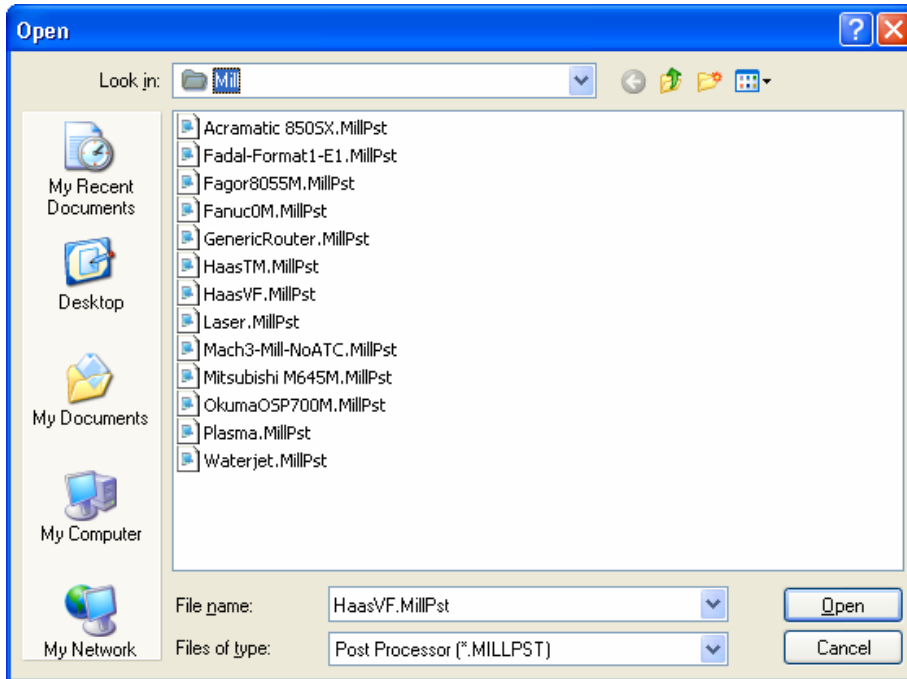 Open
Look in: Mill
My Recent
Documents
Desktop
My Documents
My Computer
My Network
Acramatic 850SX.MillPst
Fadal-Format1-E1.MillPst
Fagor8055M.MillPst
Fanuc0M.MillPst
GenericRouter.MillPst
HaasTM.MillPst
HaasVF.MillPst
Laser.MillPst
Mach3-Mill-NoATC.MillPst
Mitsubishi M645M.MillPst
OkumaOSP700M.MillPst
Plasma.MillPst
Waterjet.MillPst
File name: HaasVF.MillPst Open
Files of type: Post Processor (*.MILLPST) Cancel